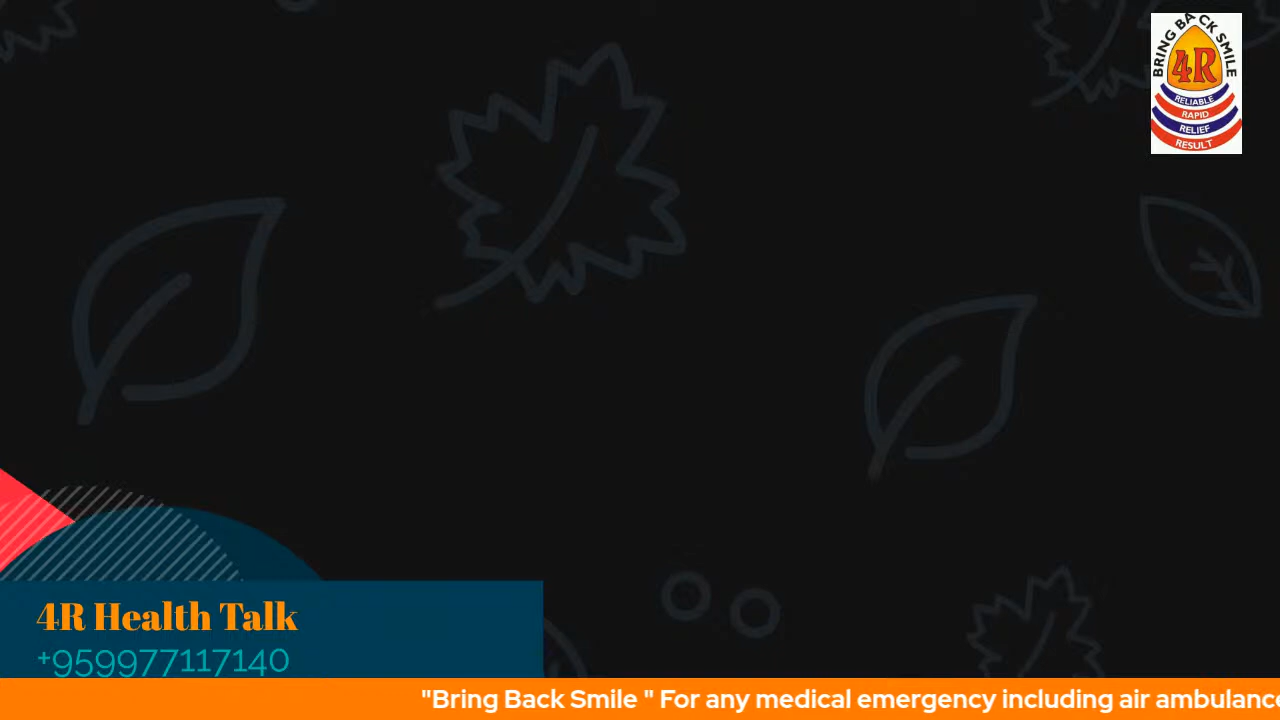 BRING BACK SMILE
4R
RELIABLE
RAPID
RELIEF
RESULT
4R Health Talk
+959977117140
"Bring Back Smile " For any medical emergency including air ambulance